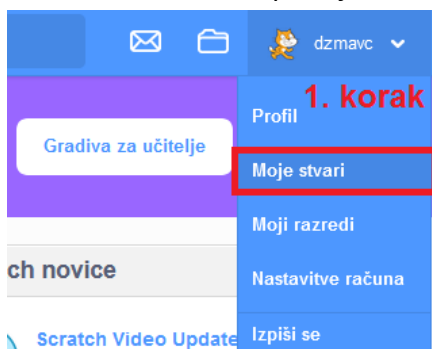 dzmavc
1. korak
Profil
Gradiva za učitelje
Moje stvari
Moji razredi
ch novice
Nastavitve računa
Scratch Video Update
Izpiši se